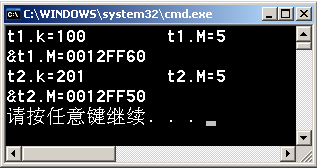 C:\WINDOWS\system32\cmd.exe
t1.k=100 t1.M=5
&t1.M=0012FF60
t2.k=201 t2.M=5
&t2.M=0012FF50
请按任意键继续. . .